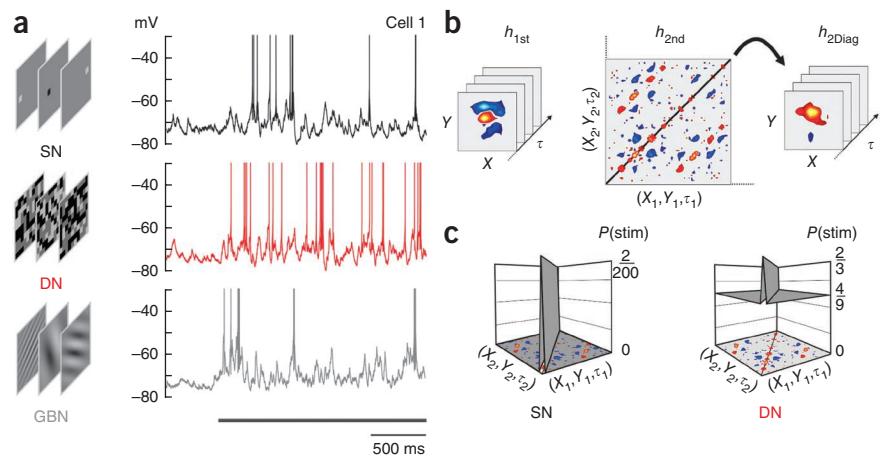 a
mV
Cell 1
−30
−40
−60
−80
SN
−40
−60
−80
DN
−40
−60
−80
GBN
500 ms
b
h1st
h2nd
h2Diag
Y
X
τ
(X2,Y2,τ2)
(X1,Y1,τ1)
Y
X
τ
c
P(stim)
2
200
0
(X2,Y2,τ2)
(X1,Y1,τ1)
SN
P(stim)
2
3
4
9
0
(X2,Y2,τ2)
(X1,Y1,τ1)
DN